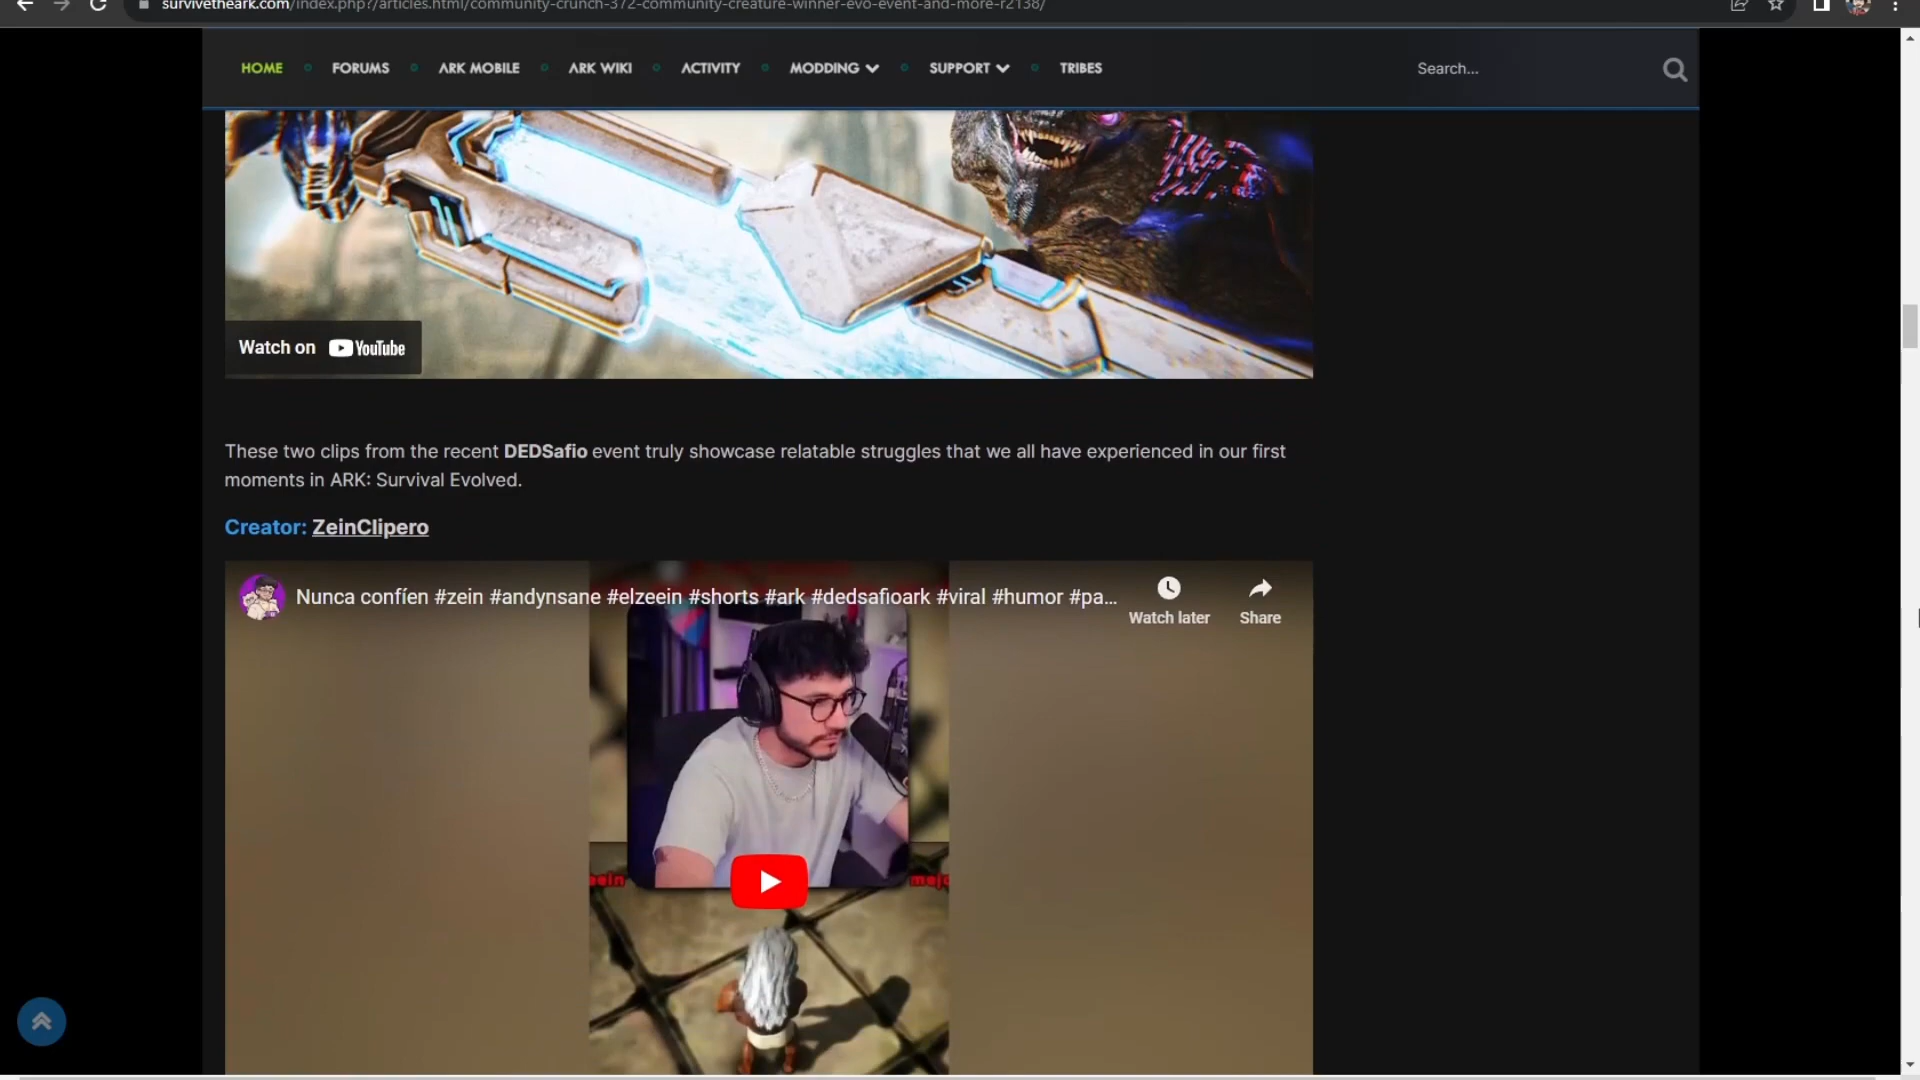 survivetheark.com/index.php?/articles.html/community-crunch-372-community-creature-winner-evo-event-and-more-r2138/
HOME FORUMS ARK MOBILE ARK WIKI ACTIVITY MODDING SUPPORT TRIBES Search...
Watch on YouTube
These two clips from the recent DEDSafio event truly showcase relatable struggles that we all have experienced in our first
moments in ARK: Survival Evolved.
Creator: ZeinClipero
Nunca confíen #zein #andynsane #elzeein #shorts #ark #dedsafioark #viral #humor #pa...
Watch later Share